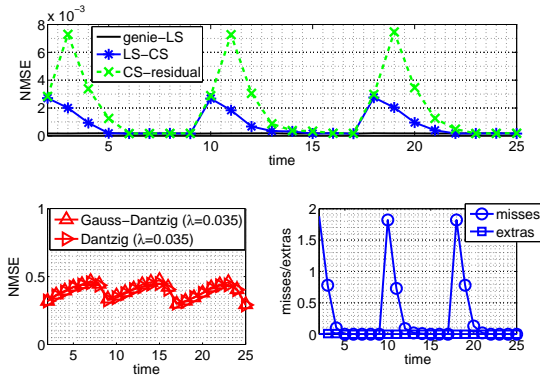 8 x 10⁻³
6
4
2
0
NMSE
genie-LS
LS-CS
CS-residual
5 10 15 20 25
time
1
0.5
0
NMSE
Gauss-Dantzig (λ=0.035)
Dantzig (λ=0.035)
5 10 15 20 25
time
2
1.5
1
0.5
0
misses/extras
misses
extras
5 10 15 20 25
time